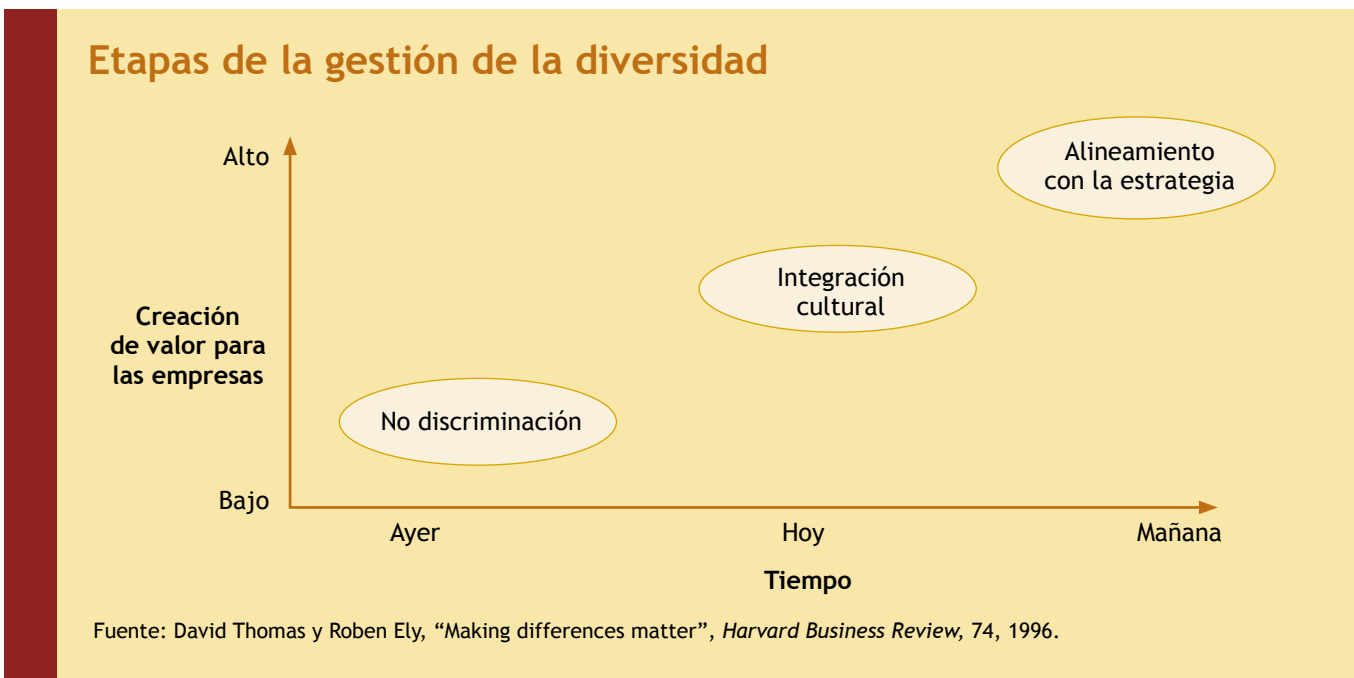 Etapas de la gestión de la diversidad
Alto
Alineamiento
con la estrategia
Integración
cultural
Creación
de valor para
las empresas
No discriminación
Bajo
Ayer
Hoy
Mañana
Tiempo
Fuente: David Thomas y Roben Ely, “Making differences matter”, Harvard Business Review, 74, 1996.